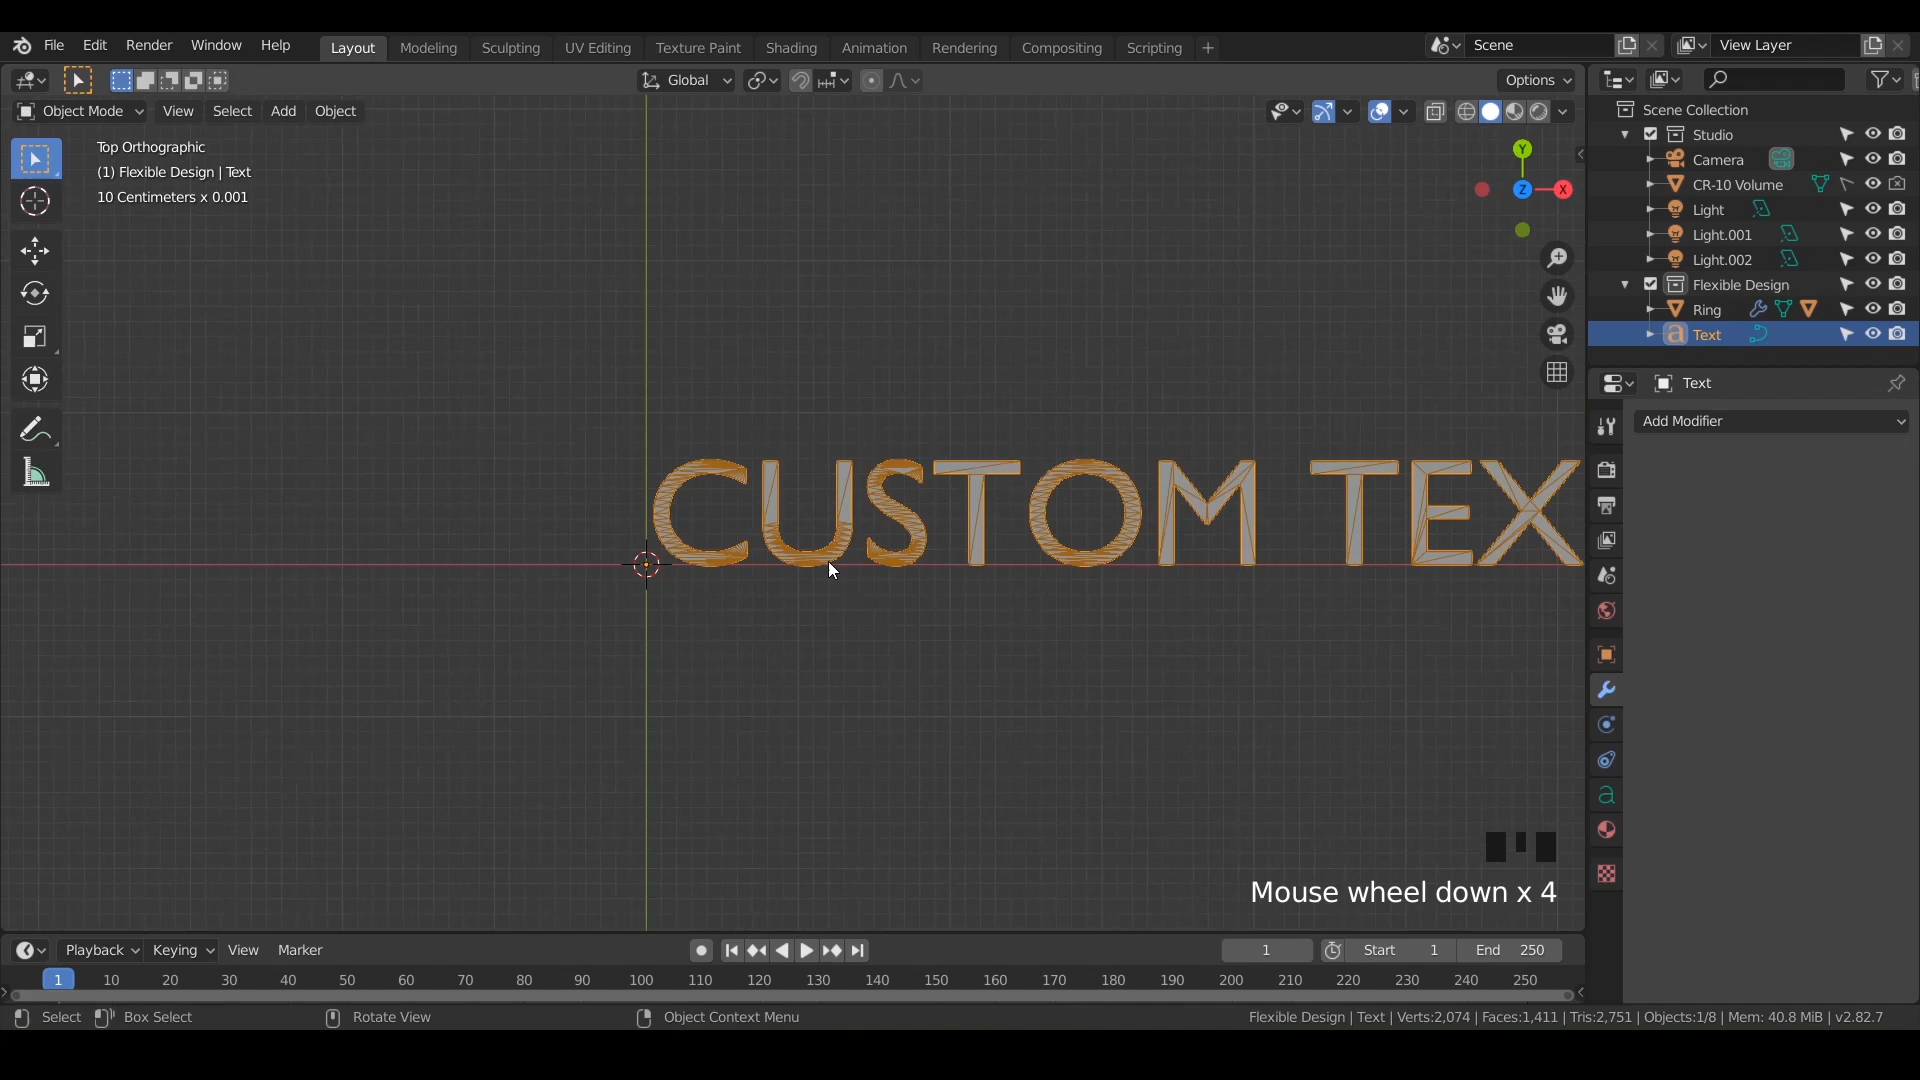 File Edit Render Window Help Layout Modeling Sculpting UV Editing Texture Paint Shading Animation Rendering Compositing Scripting + Scene View Layer
Global Options
Object Mode View Select Add Object
Top Orthographic
(1) Flexible Design | Text
10 Centimeters x 0.001
Y
Z X
CUSTOM TEX
Mouse wheel down x 4
Scene Collection
Studio
Camera
CR-10 Volume
Light
Light.001
Light.002
Flexible Design
Ring
Text
Text
Add Modifier
Playback Keying View Marker 1 Start 1 End 250
1 10 20 30 40 50 60 70 80 90 100 110 120 130 140 150 160 170 180 190 200 210 220 230 240 250
Select Box Select Rotate View Object Context Menu Flexible Design | Text | Verts:2,074 | Faces:1,411 | Tris:2,751 | Objects:1/8 | Mem: 40.8 MiB | v2.82.7